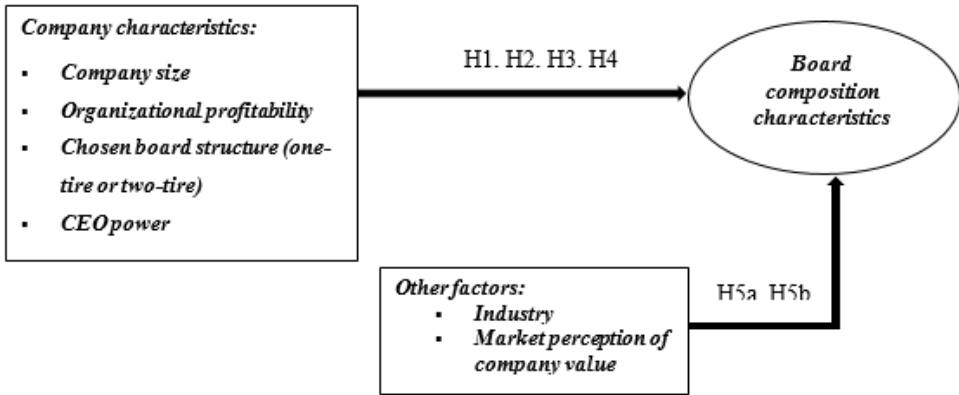 Company characteristics:
▪ Company size
▪ Organizational profitability
▪ Chosen board structure (one-
tire or two-tire)
▪ CEO power
H1. H2. H3. H4
Board
composition
characteristics
Other factors:
▪ Industry
▪ Market perception of
company value
H5a H5b